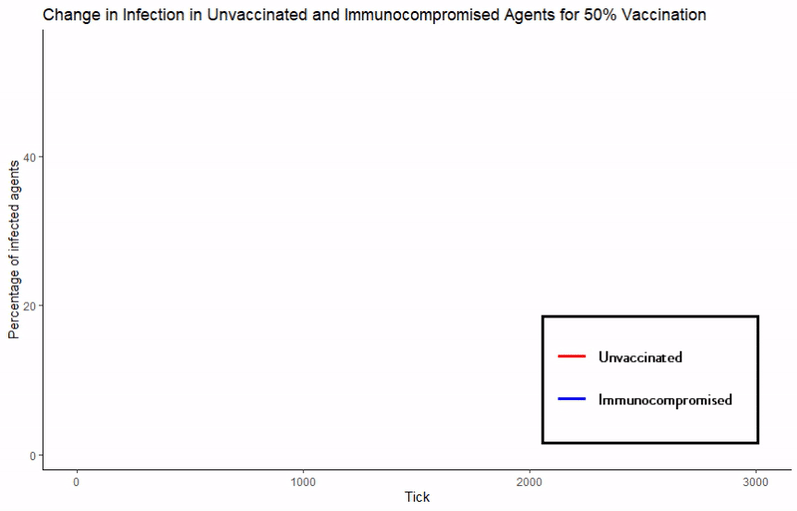 Change in Infection in Unvaccinated and Immunocompromised Agents for 50% Vaccination
Percentage of infected agents
40
20
0
Unvaccinated
Immunocompromised
0 1000 2000 3000
Tick